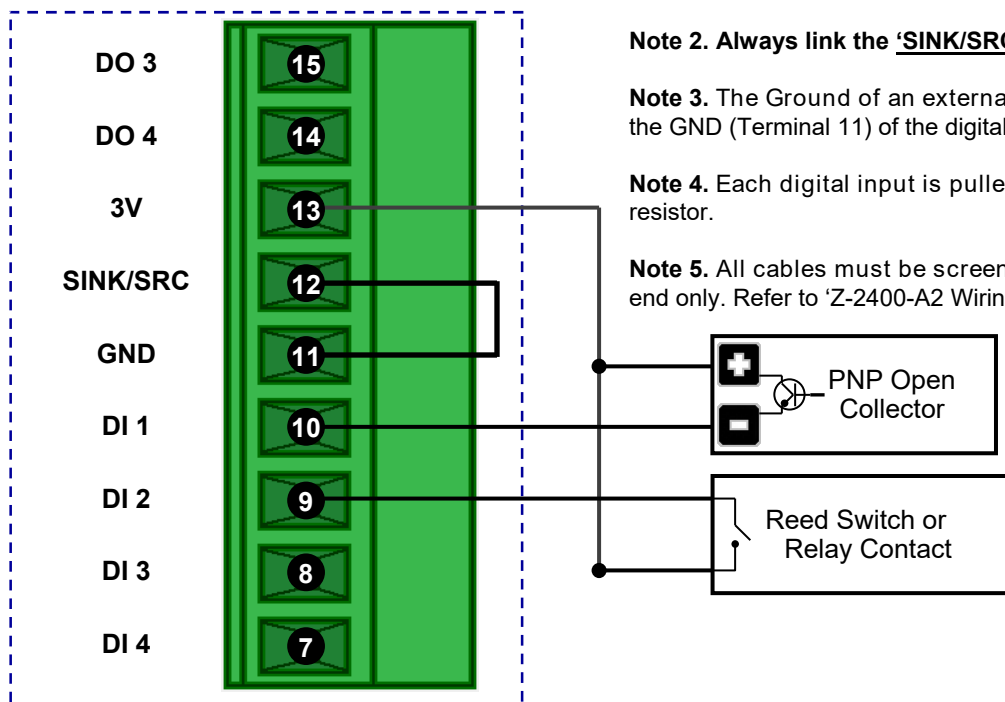 DO 3
15
DO 4
14
3V
13
SINK/SRC
12
GND
11
DI 1
10
DI 2
9
DI 3
8
DI 4
7
Note 2. Always link the ‘SINK/SRC
Note 3. The Ground of an externa
the GND (Terminal 11) of the digital
Note 4. Each digital input is pulle
resistor.
Note 5. All cables must be screen
end only. Refer to ‘Z-2400-A2 Wirin
PNP Open
Collector
Reed Switch or
Relay Contact